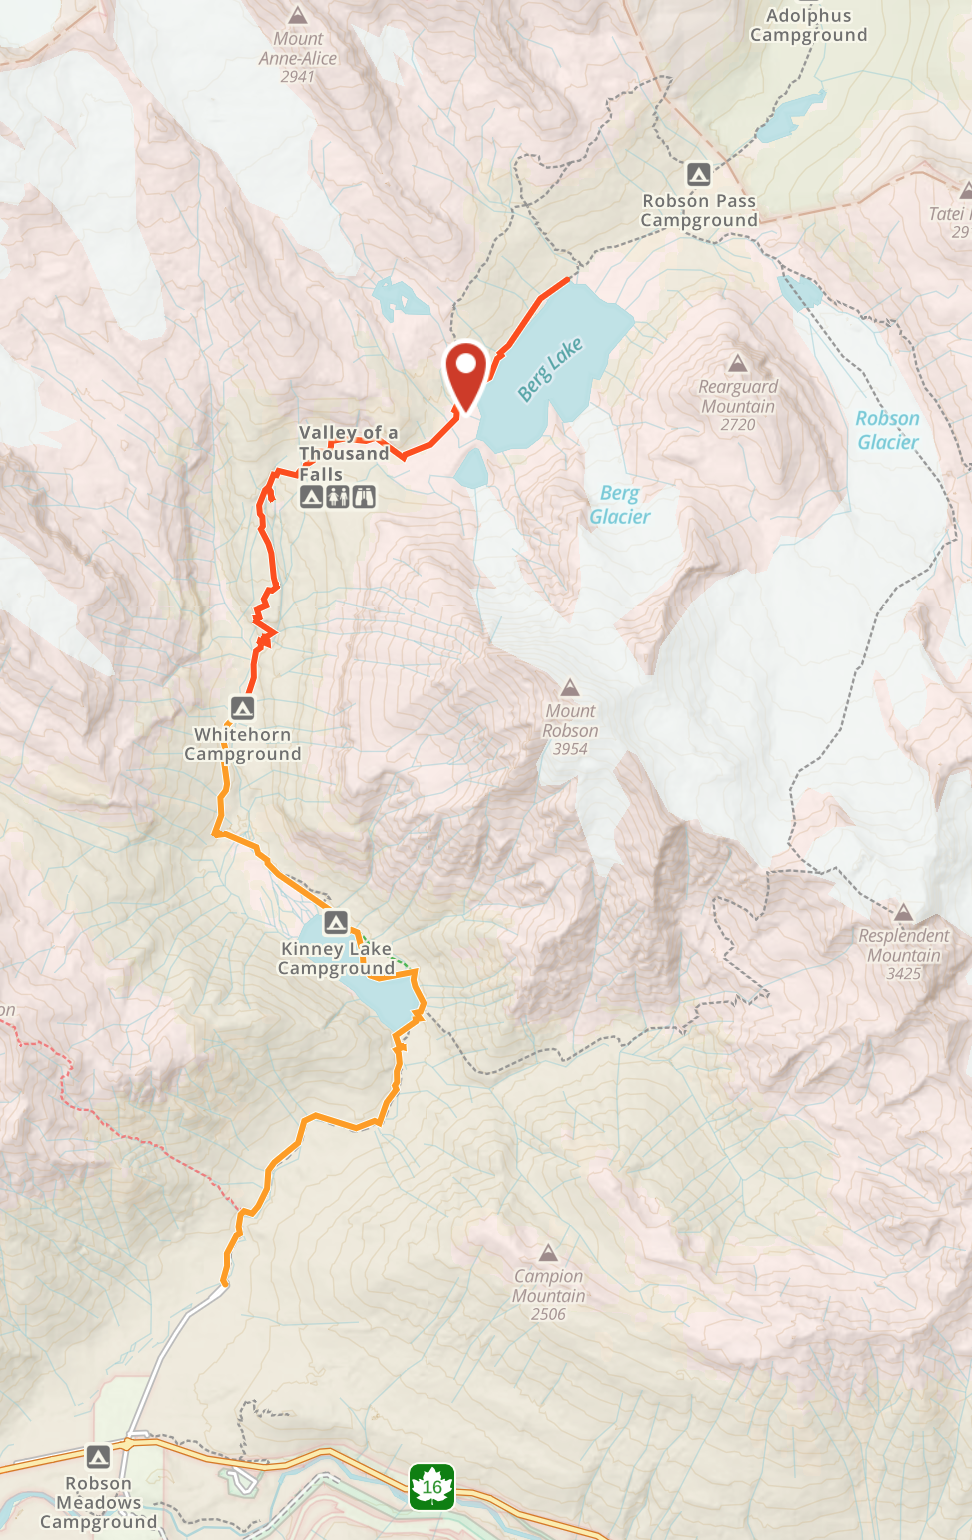 Adolphus
Campground
Mount
Anne-Alice
2941
Robson Pass
Campground
Tatei
29
Berg Lake
Rearguard
Mountain
2720
Robson
Glacier
Valley of a
Thousand
Falls
Berg
Glacier
Mount
Robson
3954
Whitehorn
Campground
Kinney Lake
Campground
Resplendent
Mountain
3425
on
Campion
Mountain
2506
Robson
Meadows
Campground
16